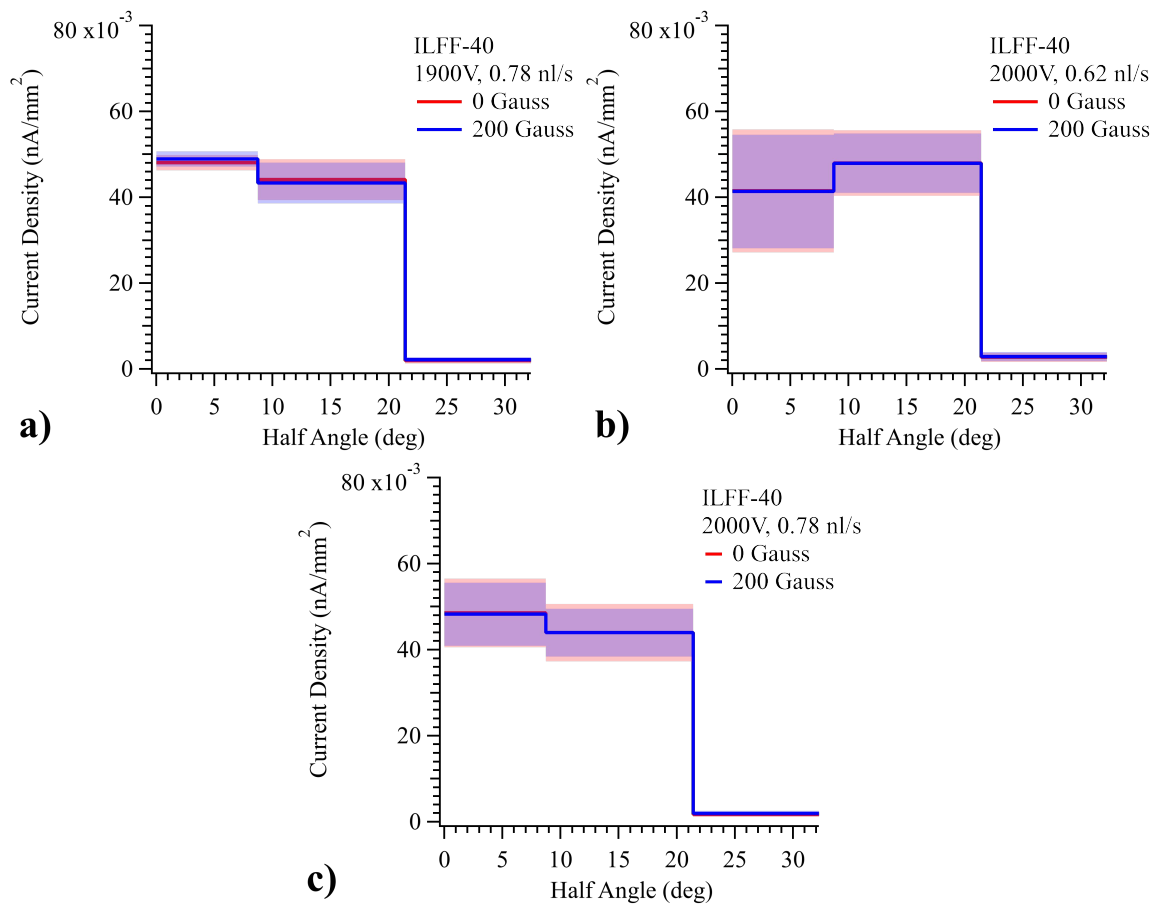 80 x10-3
60
40
20
0
Current Density (nA/mm2)
ILFF-40
1900V, 0.78 nl/s
0 Gauss
200 Gauss
0 5 10 15 20 25 30
Half Angle (deg)
a)
80 x10-3
60
40
20
0
Current Density (nA/mm2)
ILFF-40
2000V, 0.62 nl/s
0 Gauss
200 Gauss
0 5 10 15 20 25 30
Half Angle (deg)
b)
80 x10-3
60
40
20
0
Current Density (nA/mm2)
ILFF-40
2000V, 0.78 nl/s
0 Gauss
200 Gauss
0 5 10 15 20 25 30
Half Angle (deg)
c)